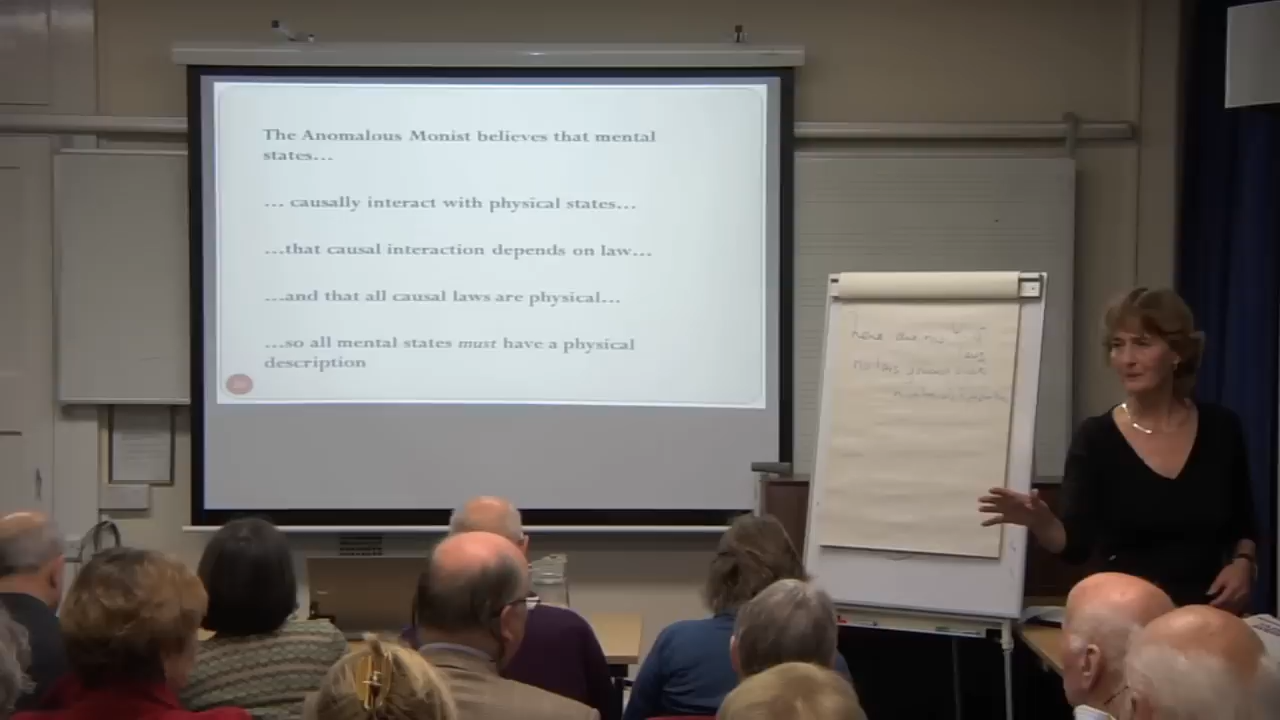 The Anomalous Monist believes that mental
states…
… causally interact with physical states…
…that causal interaction depends on law…
…and that all causal laws are physical…
…so all mental states must have a physical
description